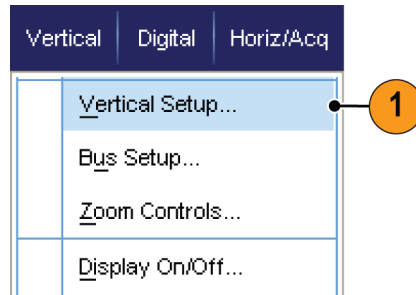 Vertical Digital Horiz/Acq
Vertical Setup...
1
Bus Setup...
Zoom Controls...
Display On/Off...